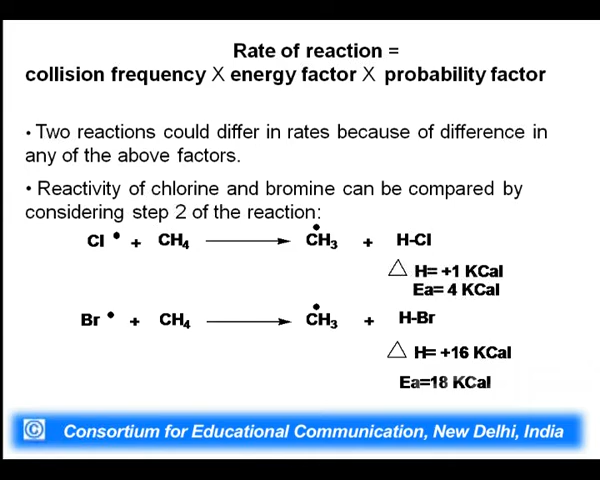 Rate of reaction =
collision frequency X energy factor X probability factor
• Two reactions could differ in rates because of difference in
any of the above factors.
• Reactivity of chlorine and bromine can be compared by
considering step 2 of the reaction:
Cl • + CH₄ ⟶ ĊH₃ + H-Cl
△ H= +1 KCal
Ea= 4 KCal
Br • + CH₄ ⟶ ĊH₃ + H-Br
△ H= +16 KCal
Ea=18 KCal
© Consortium for Educational Communication, New Delhi, India